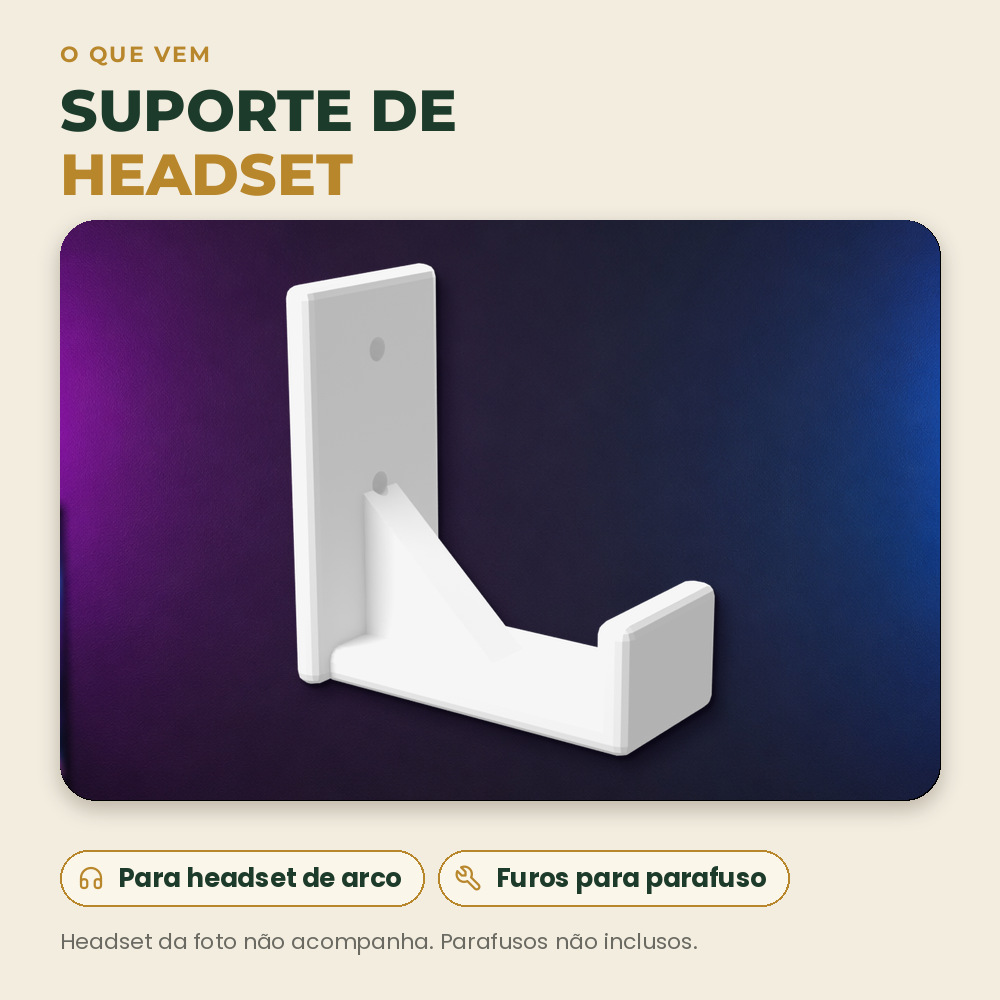 O QUE VEM
SUPORTE DE
HEADSET
Para headset de arco
Furos para parafuso
Headset da foto não acompanha. Parafusos não inclusos.